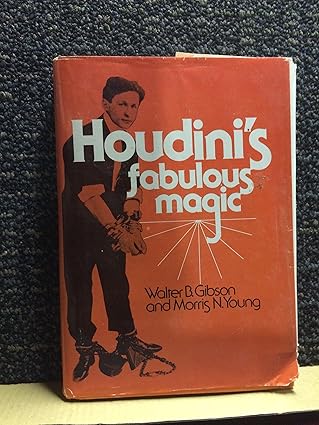 Houdini's
fabulous
magic
Walter B. Gibson
and Morris N. Young